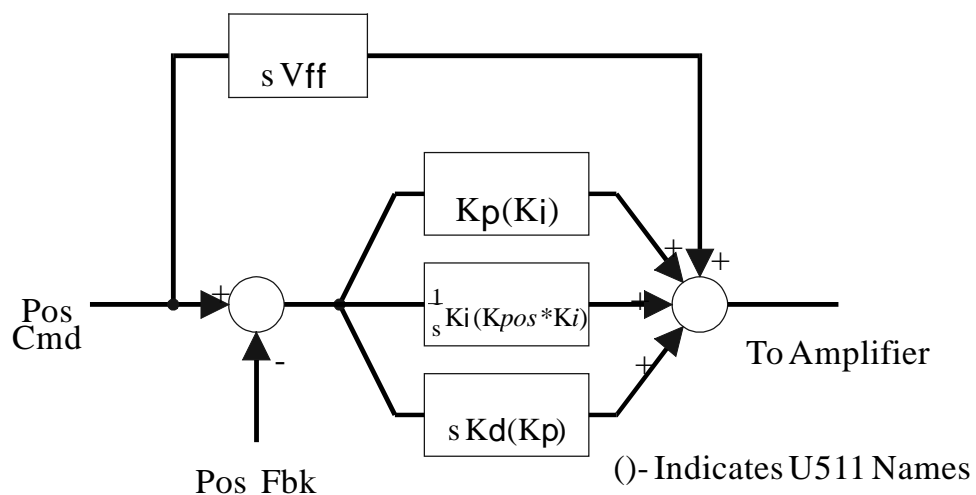 s Vff
Kp(Ki)
+
+
+
1
s Ki(Kpos*Ki)
+
+
Pos
Cmd
-
To Amplifier
s Kd(Kp)
Pos Fbk
()- Indicates U511 Names